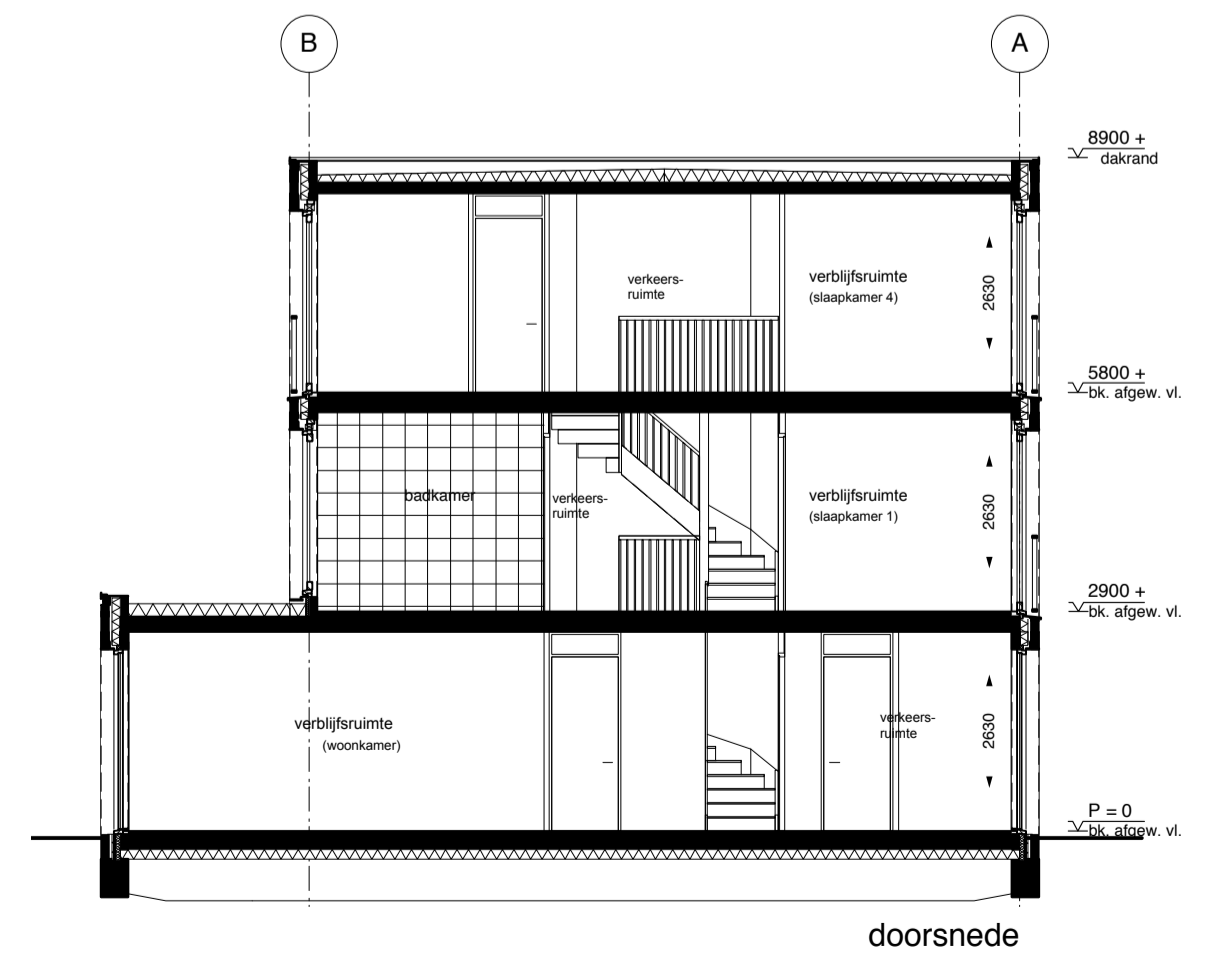 B
A
8900 +
dakrand
verkeers-
ruimte
verblijfsruimte
(slaapkamer 4)
2630
5800 +
bk. afgew. vl.
badkamer
verkeers-
ruimte
verblijfsruimte
(slaapkamer 1)
2630
2900 +
bk. afgew. vl.
verblijfsruimte
(woonkamer)
verkeers-
ruimte
2630
P = 0
bk. afgew. vl.
doorsnede